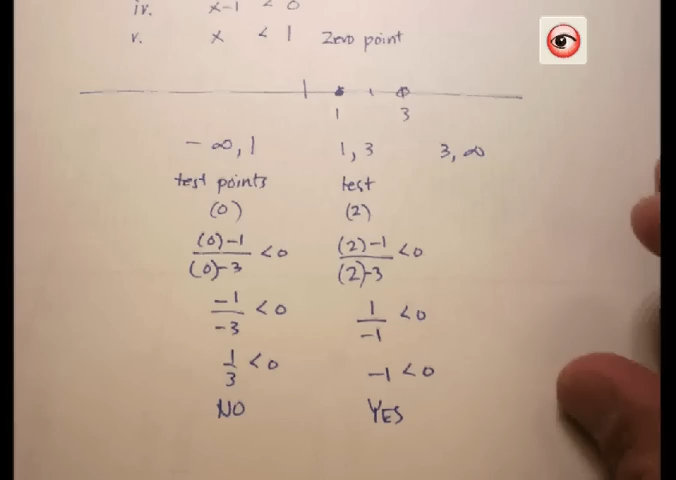 iv. x-1 < 0
v. x < 1 Zero point
1 3
- ∞, 1 1, 3 3, ∞
test points test
(0) (2)
(0)-1/(0)-3 < 0 (2)-1/(2)-3 < 0
-1/-3 < 0 1/-1 < 0
1/3 < 0 -1 < 0
NO YES